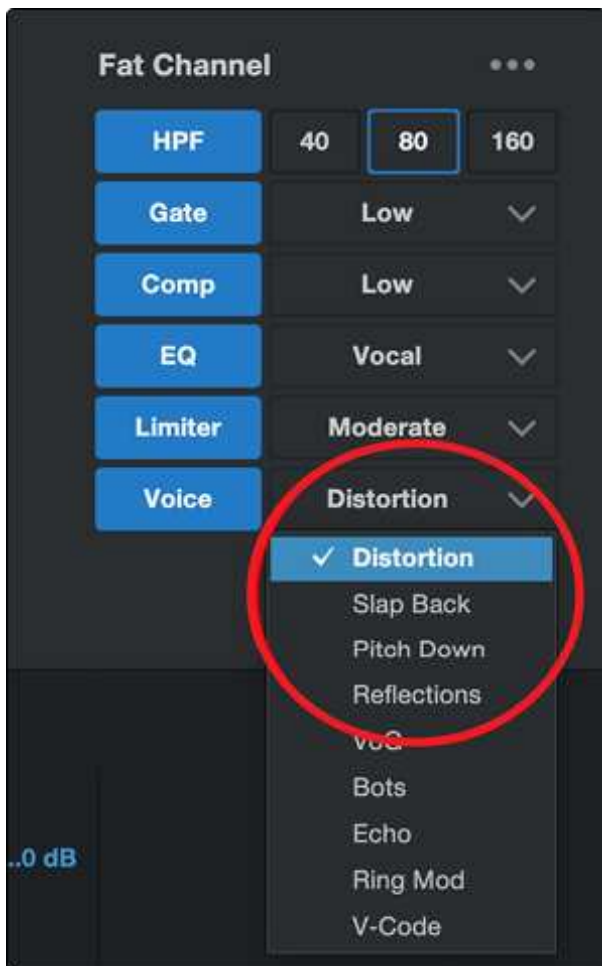 Fat Channel
HPF 40 80 160
Gate Low
Comp Low
EQ Vocal
Limiter Moderate
Voice Distortion
Distortion
Slap Back
Pitch Down
Reflections
VoG
Bots
Echo
..0 dB
Ring Mod
V-Code